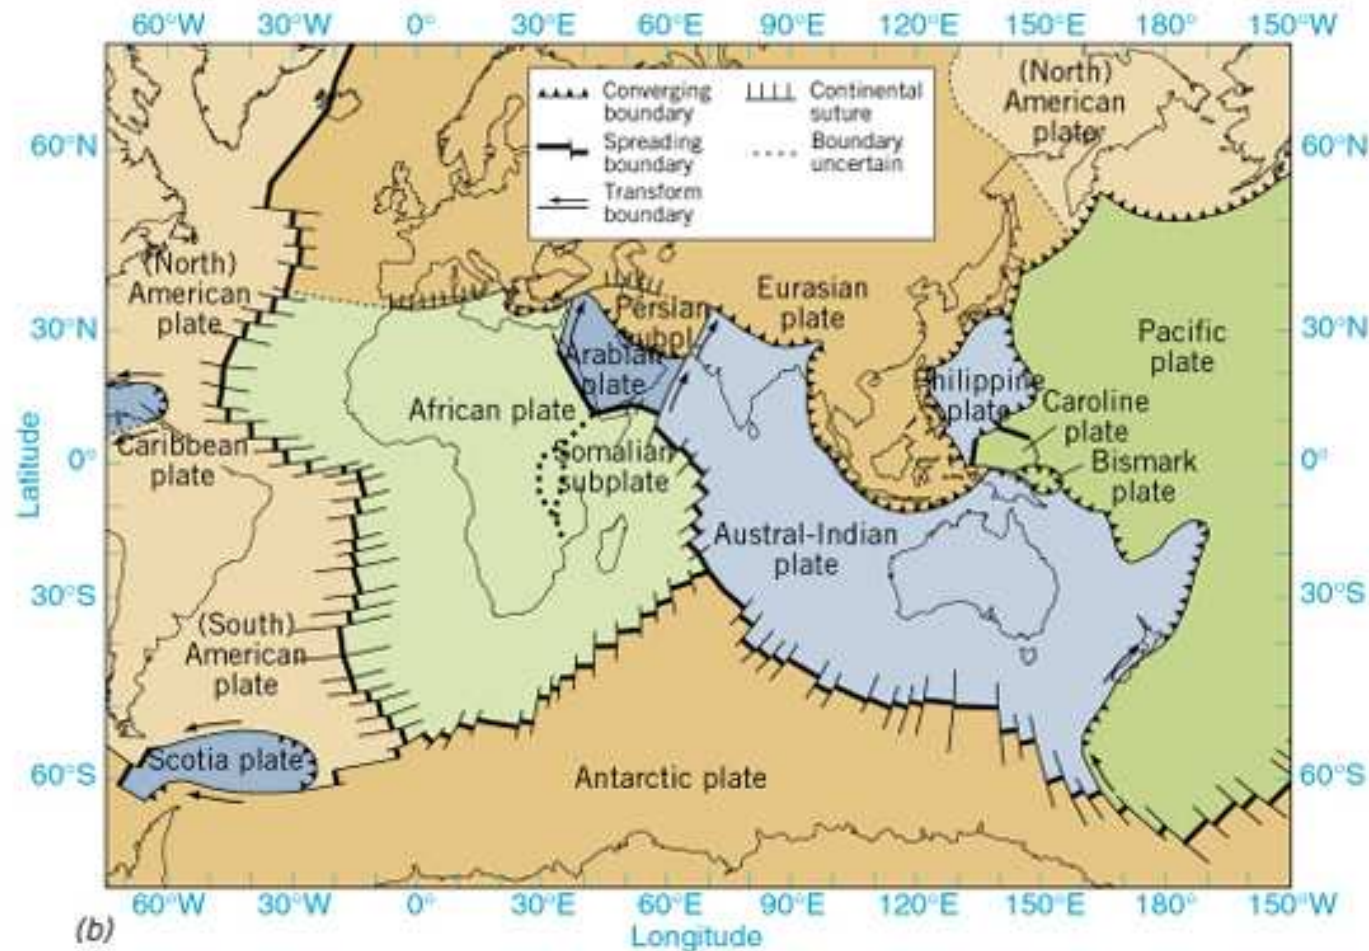 60°W 30°W 0° 30°E 60°E 90°E 120°E 150°E 180° 150°W
Converging
boundary
Spreading
boundary
Transform
boundary
Continental
suture
Boundary
uncertain
(North)
American
plate
60°N
60°N
(North)
American
plate
Eurasian
plate
Persian
subpl
30°N
30°N
Pacific
plate
Arabian
plate
Philippine
plate
African plate
Caroline
plate
Caribbean
plate
Somalian
subplate
Bismark
plate
0°
0°
Latitude
Austral-Indian
plate
30°S
30°S
(South)
American
plate
Scotia plate
Antarctic plate
60°S
60°S
60°W 30°W 0° 30°E 60°E 90°E 120°E 150°E 180° 150°W
(b)
Longitude